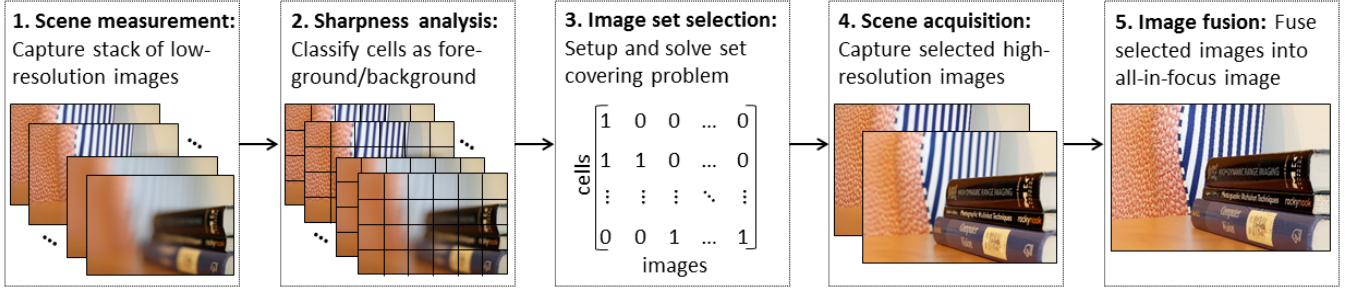 1. Scene measurement:
Capture stack of low-
resolution images
2. Sharpness analysis:
Classify cells as fore-
ground/background
3. Image set selection:
Setup and solve set
covering problem
cells
1 0 0 ... 0
1 1 0 ... 0
⋮ ⋮ ⋮ ⋱ ⋮
0 0 1 ... 1
images
4. Scene acquisition:
Capture selected high-
resolution images
5. Image fusion: Fuse
selected images into
all-in-focus image
HIGH DYNAMIC RANGE IMAGING
Photographic Multishot Techniques rockynook
Computer
Vision